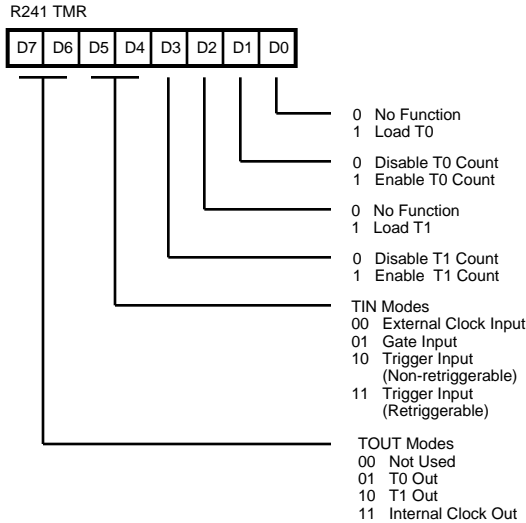 R241 TMR
D7 D6 D5 D4 D3 D2 D1 D0
0 No Function
1 Load T0
0 Disable T0 Count
1 Enable T0 Count
0 No Function
1 Load T1
0 Disable T1 Count
1 Enable T1 Count
TIN Modes
00 External Clock Input
01 Gate Input
10 Trigger Input
(Non-retriggerable)
11 Trigger Input
(Retriggerable)
TOUT Modes
00 Not Used
01 T0 Out
10 T1 Out
11 Internal Clock Out